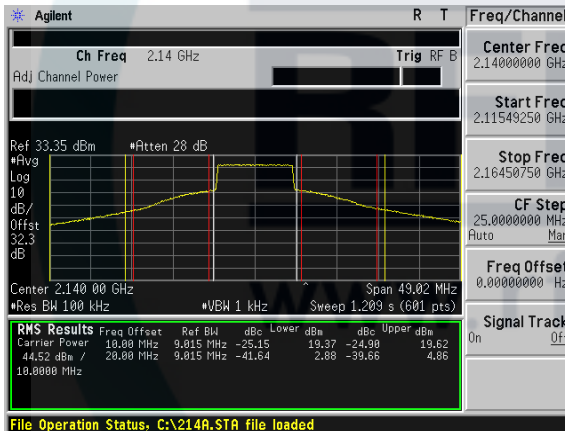 Agilent R T Freq/Channel
Ch Freq 2.14 GHz Trig RF B
Adj Channel Power
Center Freq
2.14000000 GHz
Start Freq
2.11549250 GHz
Stop Freq
2.16450750 GHz
CF Step
25.0000000 MHz
Auto Man
Freq Offset
0.00000000 Hz
Signal Track
On Off
Ref 33.35 dBm #Atten 28 dB
#Avg
Log
10
dB/
Offst
32.3
dB
Center 2.140 00 GHz Span 49.02 MHz
#Res BW 100 kHz #VBW 1 kHz Sweep 1.209 s (601 pts)
RMS Results Freq Offset Ref BW dBc Lower dBm dBc Upper dBm
Carrier Power 10.00 MHz 9.015 MHz -25.15 19.37 -24.90 19.62
44.52 dBm / 20.00 MHz 9.015 MHz -41.64 2.88 -39.66 4.86
10.0000 MHz
File Operation Status, C:\214A.STA file loaded